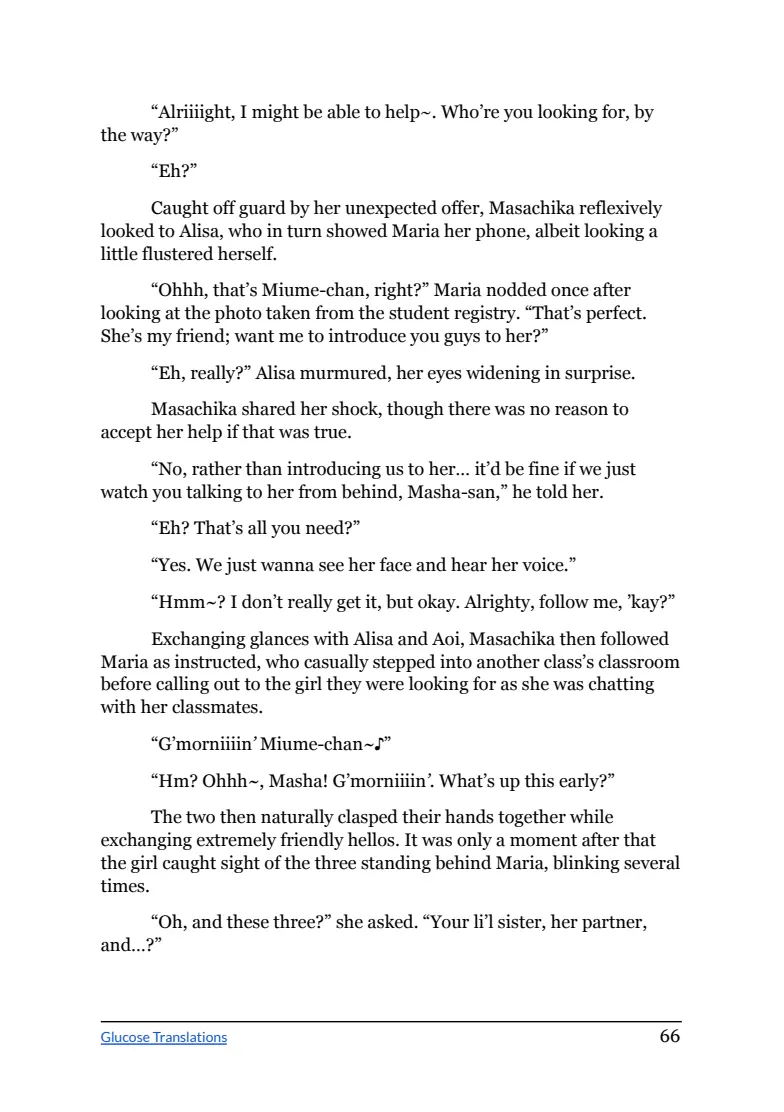 “Alriiiight, I might be able to help~. Who’re you looking for, by
the way?”
“Eh?”
Caught off guard by her unexpected offer, Masachika reflexively
looked to Alisa, who in turn showed Maria her phone, albeit looking a
little flustered herself.
“Ohhh, that’s Miume-chan, right?” Maria nodded once after
looking at the photo taken from the student registry. “That’s perfect.
She’s my friend; want me to introduce you guys to her?”
“Eh, really?” Alisa murmured, her eyes widening in surprise.
Masachika shared her shock, though there was no reason to
accept her help if that was true.
“No, rather than introducing us to her... it’d be fine if we just
watch you talking to her from behind, Masha-san,” he told her.
“Eh? That’s all you need?”
“Yes. We just wanna see her face and hear her voice.”
“Hmm~? I don’t really get it, but okay. Alrighty, follow me, ’kay?”
Exchanging glances with Alisa and Aoi, Masachika then followed
Maria as instructed, who casually stepped into another class’s classroom
before calling out to the girl they were looking for as she was chatting
with her classmates.
“G’morniiiin’ Miume-chan~♪”
“Hm? Ohhh~, Masha! G’morniiiin’. What’s up this early?”
The two then naturally clasped their hands together while
exchanging extremely friendly hellos. It was only a moment after that
the girl caught sight of the three standing behind Maria, blinking several
times.
“Oh, and these three?” she asked. “Your li’l sister, her partner,
and...?”
Glucose Translations 66